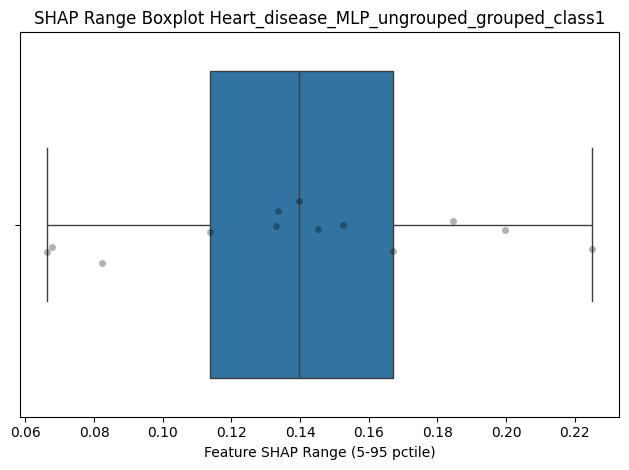 SHAP Range Boxplot Heart_disease_MLP_ungrouped_grouped_class1
0.06 0.08 0.10 0.12 0.14 0.16 0.18 0.20 0.22
Feature SHAP Range (5-95 pctile)